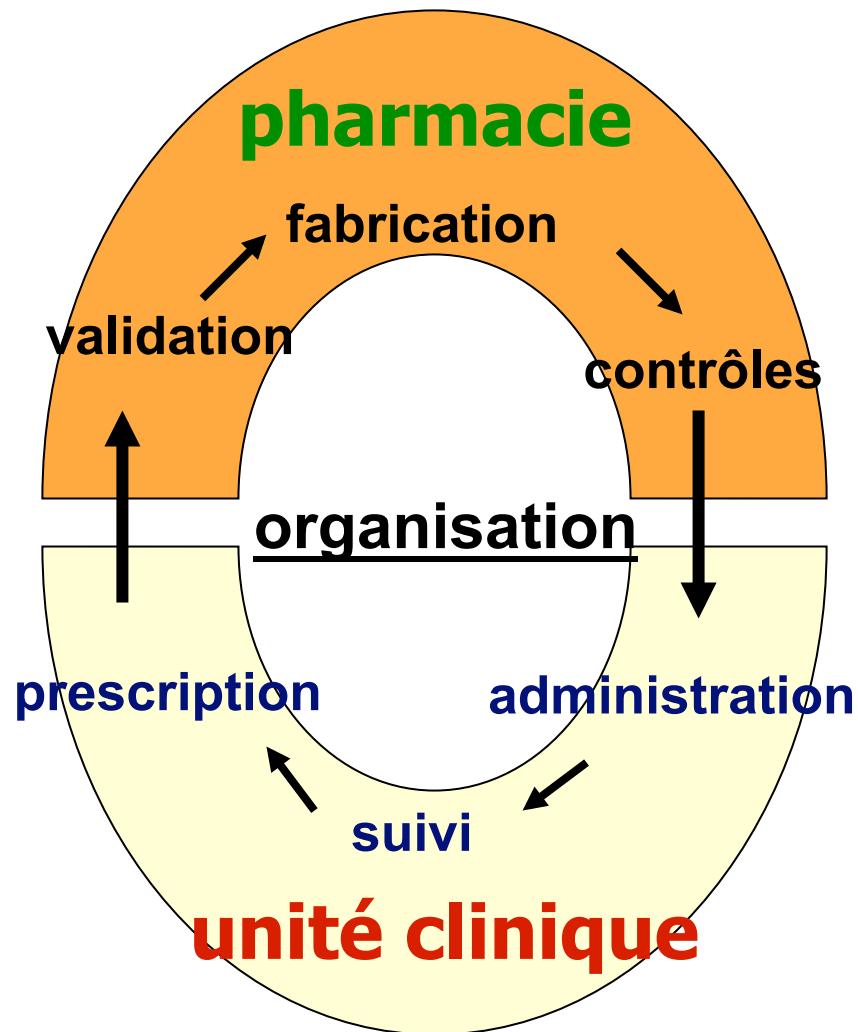 pharmacie
fabrication
validation
contrôles
organisation
prescription
administration
suivi
unité clinique